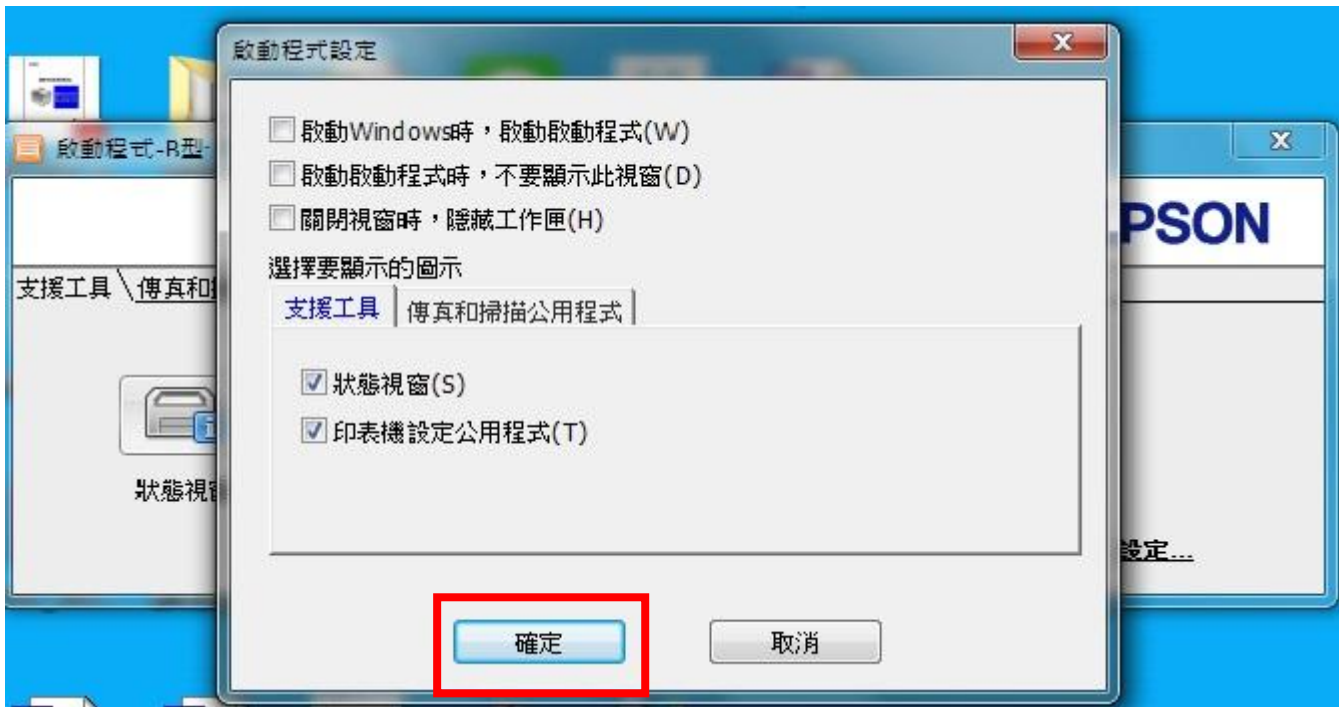 啟動程式設定
啟動Windows時，啟動啟動程式(W)
啟動啟動程式時，不要顯示此視窗(D)
關閉視窗時，隱藏工作匣(H)
選擇要顯示的圖示
支援工具 傳真和掃描公用程式
狀態視窗(S)
印表機設定公用程式(T)
確定 取消
啟動程式-B型-
PSON
支援工具 傳真和
狀態視
設定...